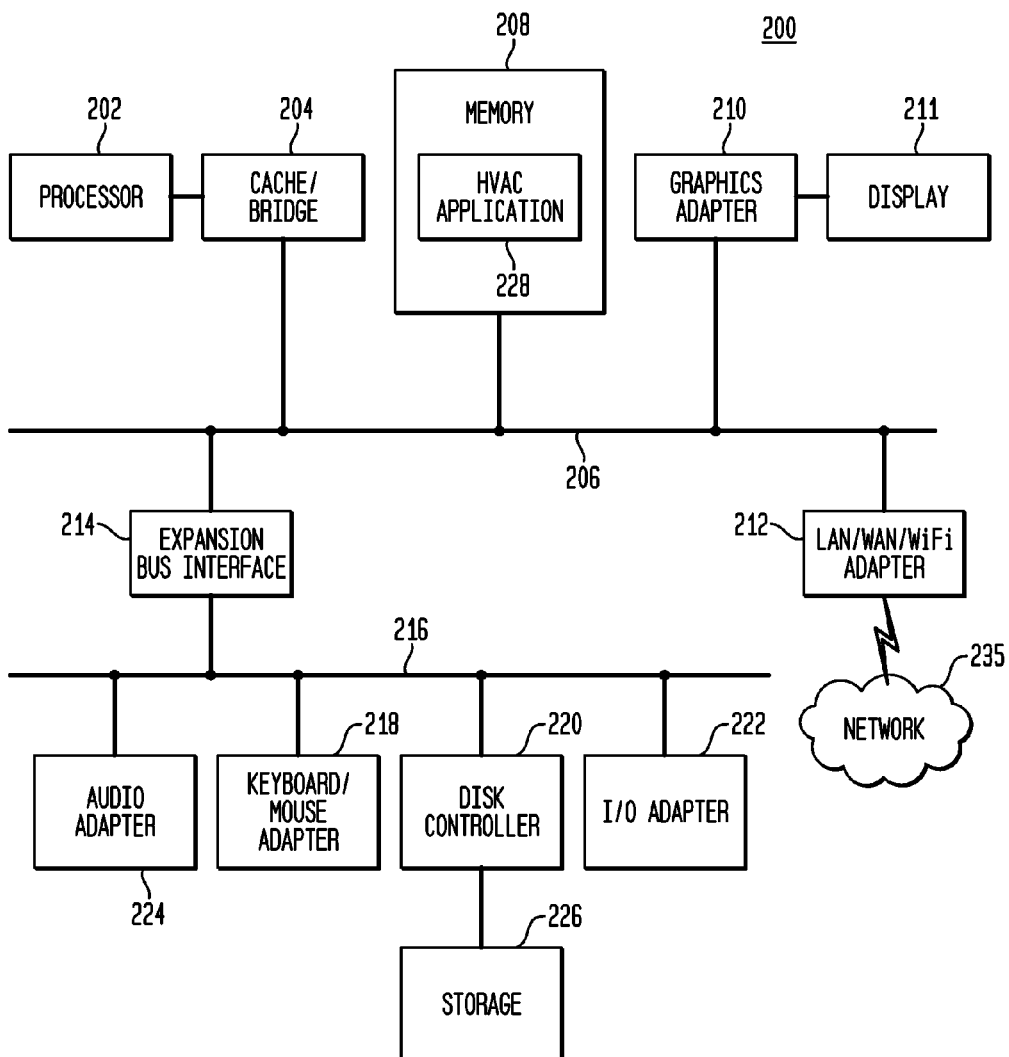 200
208
202
204
210
211
MEMORY
PROCESSOR
CACHE/
BRIDGE
HVAC
APPLICATION
GRAPHICS
ADAPTER
DISPLAY
228
206
214
EXPANSION
BUS INTERFACE
212
LAN/WAN/WiFi
ADAPTER
216
235
NETWORK
218
220
222
AUDIO
ADAPTER
KEYBOARD/
MOUSE
ADAPTER
DISK
CONTROLLER
I/O ADAPTER
224
226
STORAGE